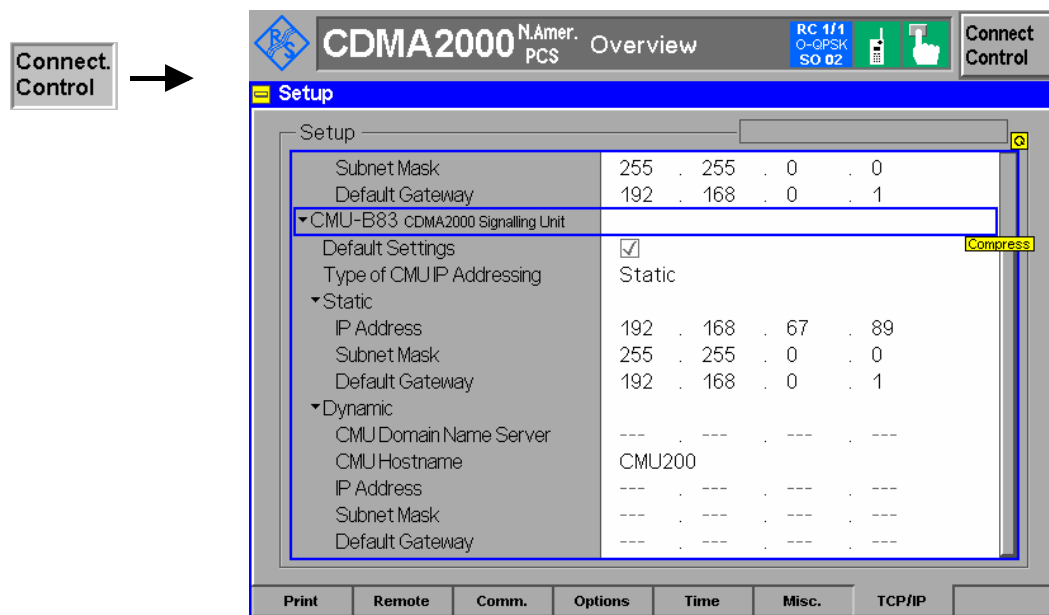 Connect.
Control
R&S
CDMA2000 N.Amer. PCS Overview
RC 1/1
O-QPSK
SO 02
Connect
Control
Setup
Setup
Subnet Mask 255 . 255 . 0 . 0
Default Gateway 192 . 168 . 0 . 1
CMU-B83 CDMA2000 Signalling Unit
Compress
Default Settings
Type of CMU IP Addressing Static
Static
IP Address 192 . 168 . 67 . 89
Subnet Mask 255 . 255 . 0 . 0
Default Gateway 192 . 168 . 0 . 1
Dynamic
CMU Domain Name Server --- . --- . --- . ---
CMU Hostname CMU200
IP Address --- . --- . --- . ---
Subnet Mask --- . --- . --- . ---
Default Gateway --- . --- . --- . ---
Print Remote Comm. Options Time Misc. TCP/IP